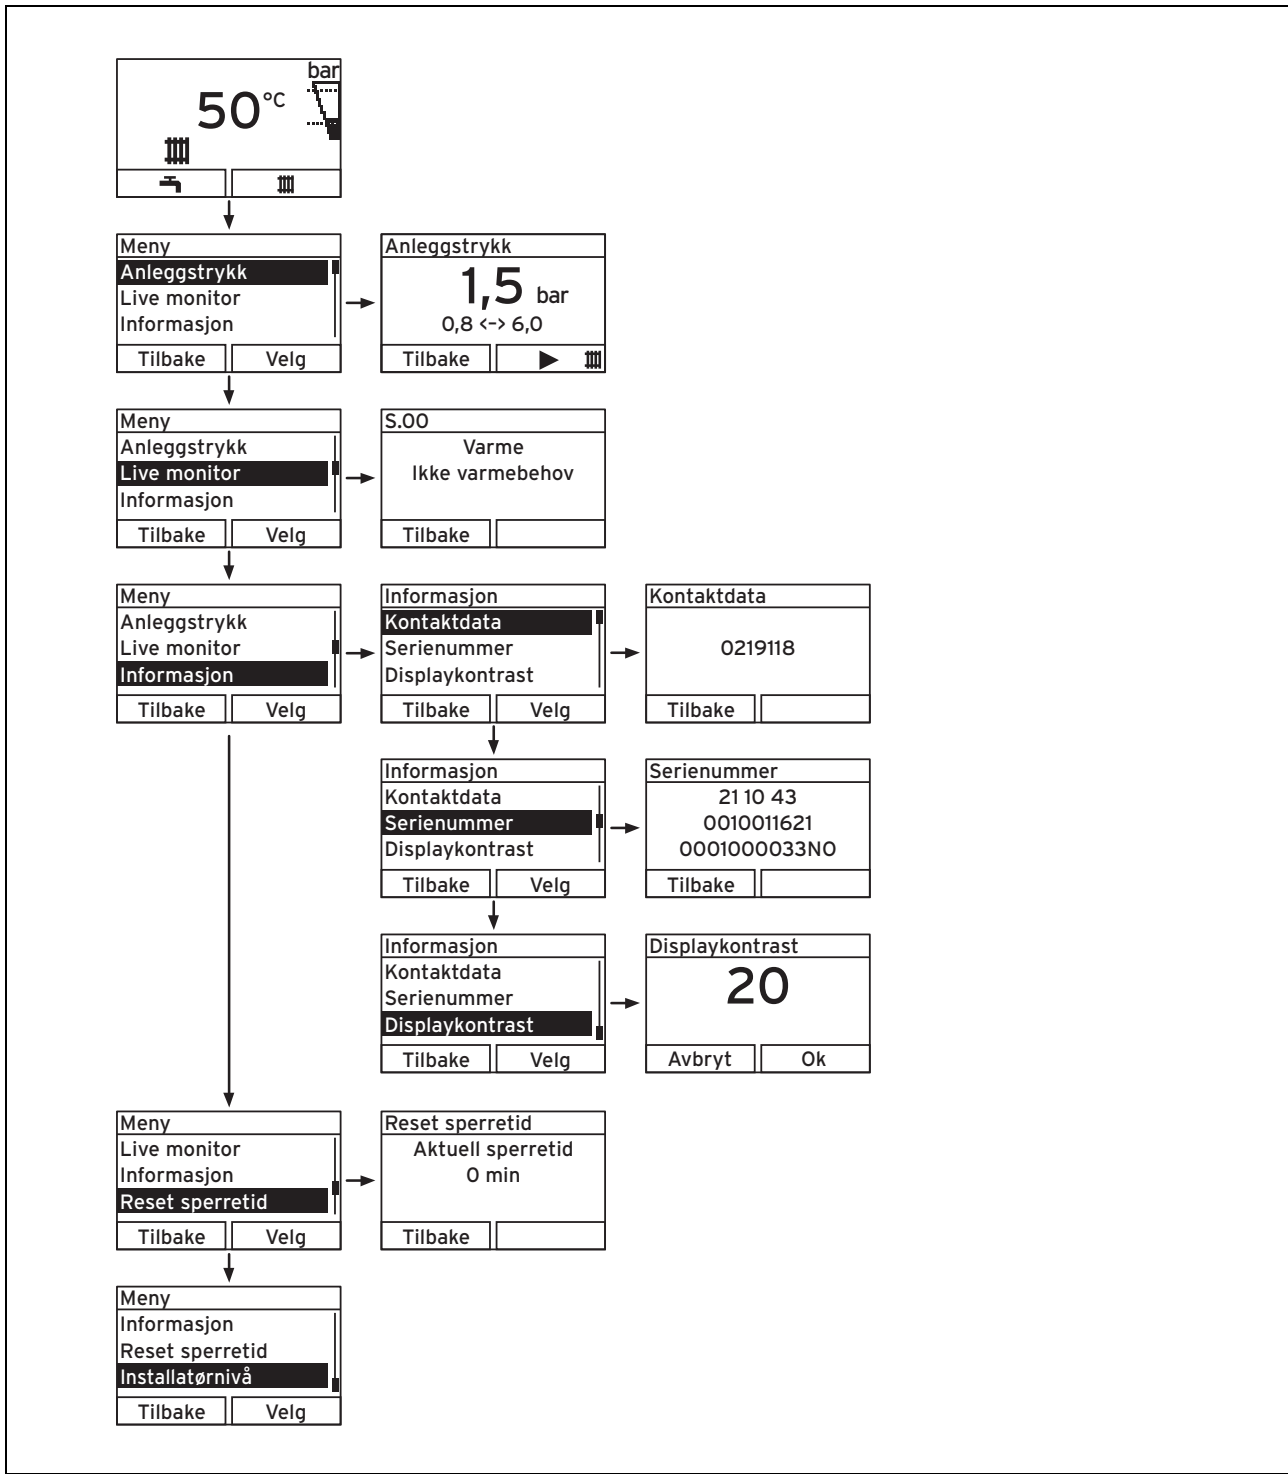 bar
50°C
Meny
Anleggstrykk
Live monitor
Informasjon
Tilbake Velg
Anleggstrykk
1,5 bar
0,8 <-> 6,0
Tilbake
Meny
Anleggstrykk
Live monitor
Informasjon
Tilbake Velg
S.00
Varme
Ikke varmebehov
Tilbake
Meny
Anleggstrykk
Live monitor
Informasjon
Tilbake Velg
Informasjon
Kontaktdata
Serienummer
Displaykontrast
Tilbake Velg
Kontaktdata
0219118
Tilbake
Informasjon
Kontaktdata
Serienummer
Displaykontrast
Tilbake Velg
Serienummer
21 10 43
0010011621
0001000033NO
Tilbake
Informasjon
Kontaktdata
Serienummer
Displaykontrast
Tilbake Velg
Displaykontrast
20
Avbryt Ok
Meny
Live monitor
Informasjon
Reset sperretid
Tilbake Velg
Reset sperretid
Aktuell sperretid
0 min
Tilbake
Meny
Informasjon
Reset sperretid
Installatørnivå
Tilbake Velg